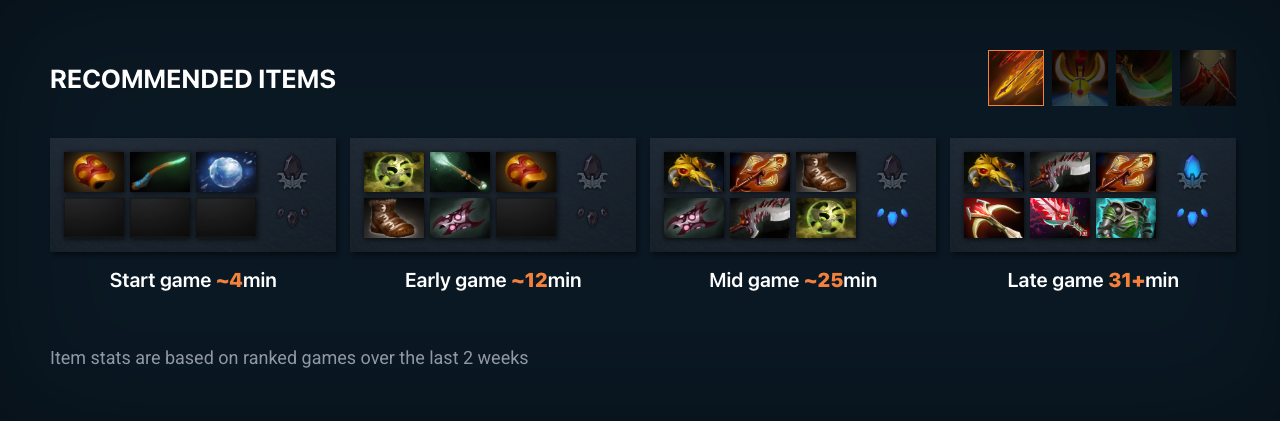 RECOMMENDED ITEMS
Start game ~4min
Early game ~12min
Mid game ~25min
Late game 31+min
Item stats are based on ranked games over the last 2 weeks